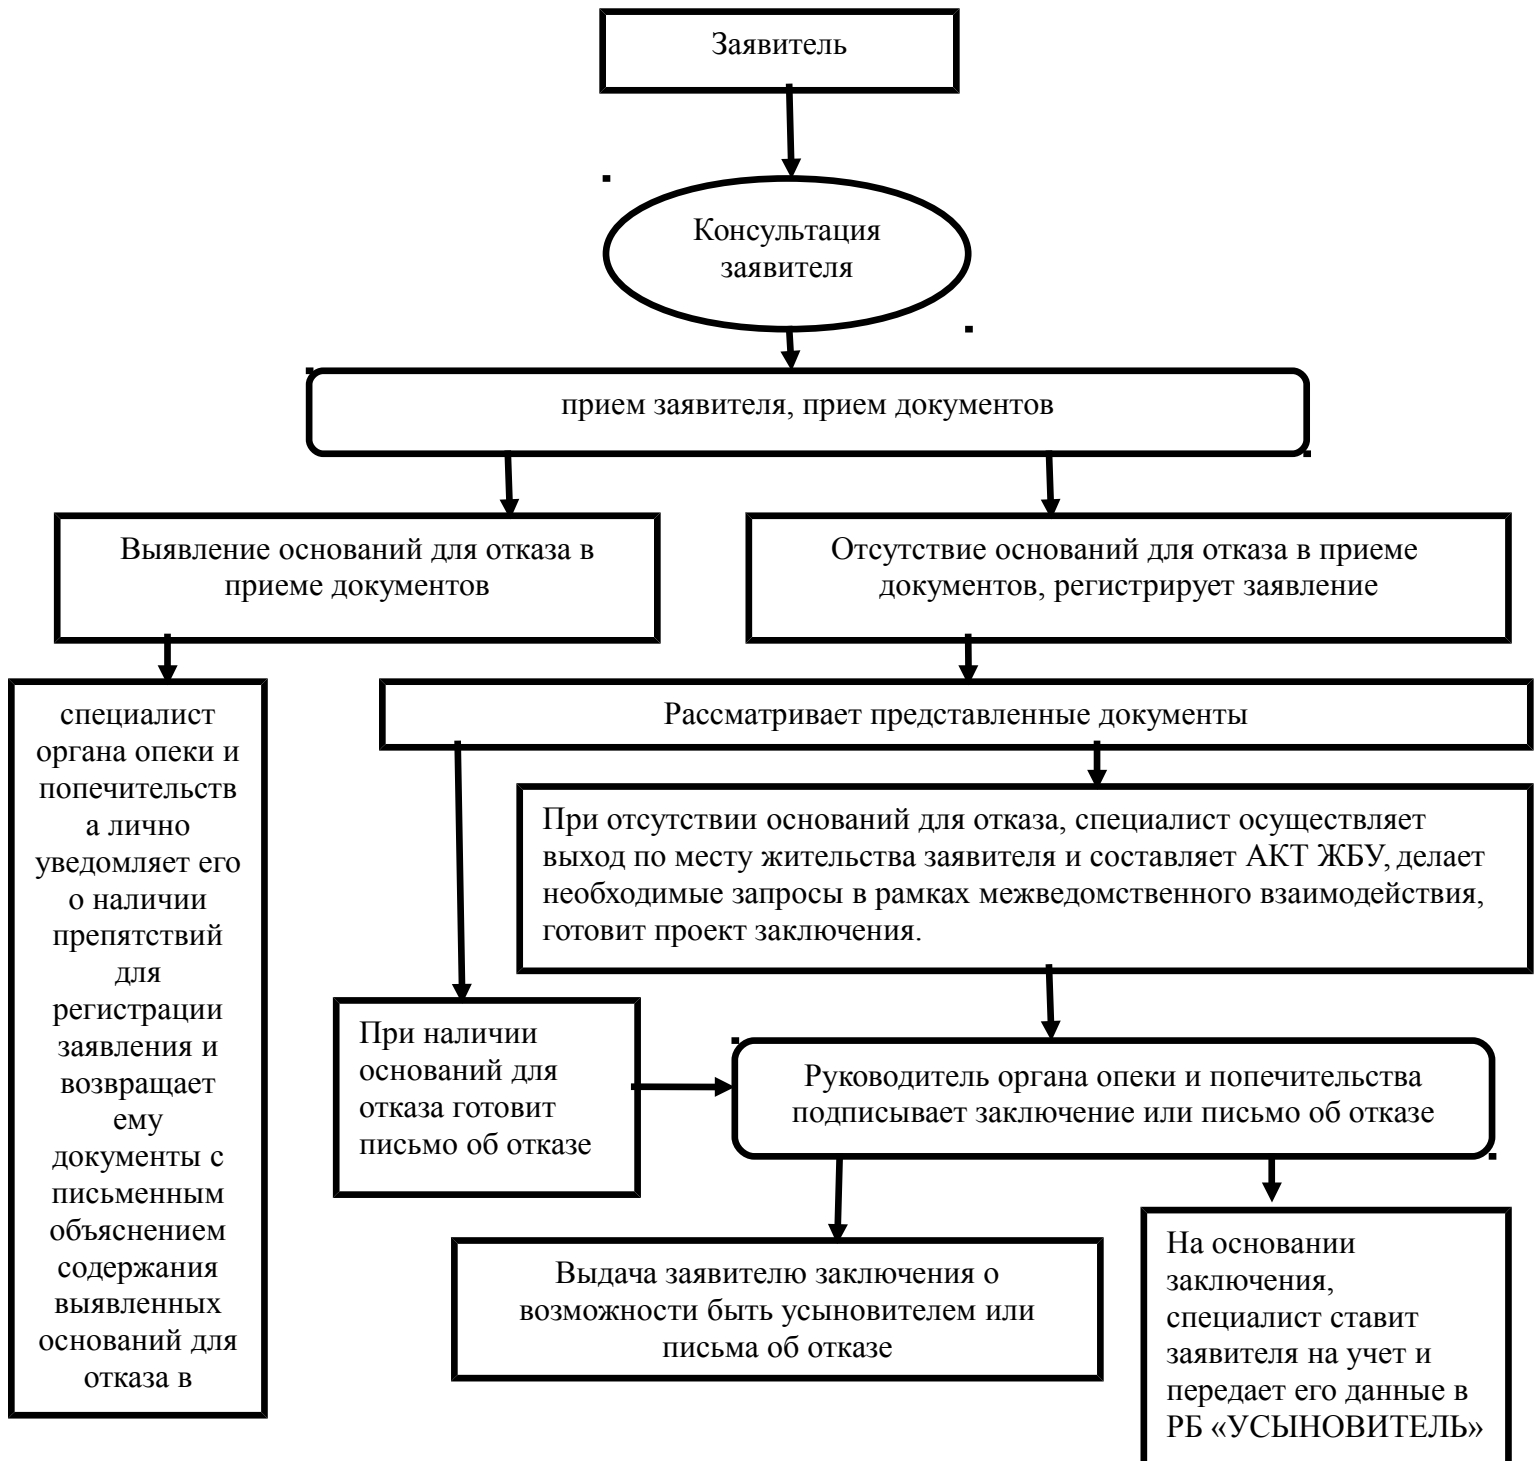 Заявитель
Консультация
заявителя
прием заявителя, прием документов
Выявление оснований для отказа в
приеме документов
Отсутствие оснований для отказа в приеме
документов, регистрирует заявление
специалист
органа опеки и
попечительств
а лично
уведомляет его
о наличии
препятствий
для
регистрации
заявления и
возвращает
ему
документы с
письменным
объяснением
содержания
выявленных
оснований для
отказа в
Рассматривает представленные документы
При отсутствии оснований для отказа, специалист осуществляет
выход по месту жительства заявителя и составляет АКТ ЖБУ, делает
необходимые запросы в рамках межведомственного взаимодействия,
готовит проект заключения.
При наличии
оснований для
отказа готовит
письмо об отказе
Руководитель органа опеки и попечительства
подписывает заключение или письмо об отказе
Выдача заявителю заключения о
возможности быть усыновителем или
письма об отказе
На основании
заключения,
специалист ставит
заявителя на учет и
передает его данные в
РБ «УСЫНОВИТЕЛЬ»